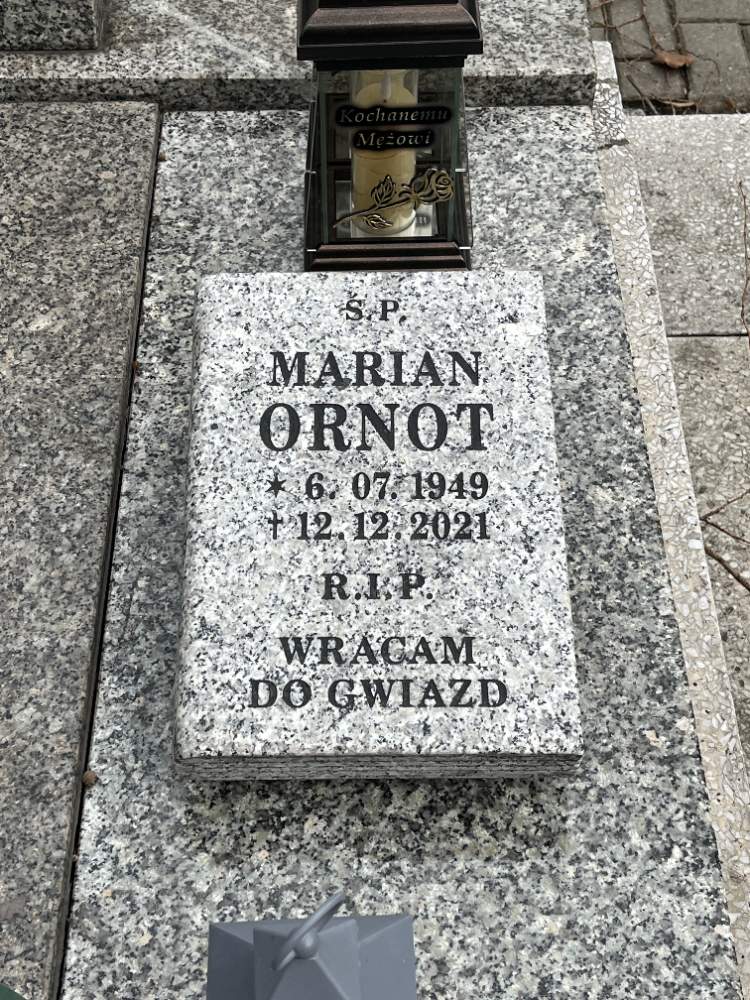 Kochanemu
Mężowi
Ś.P.
MARIAN
ORNOT
✶ 6. 07. 1949
† 12. 12. 2021
R.I.P.
WRACAM
DO GWIAZD